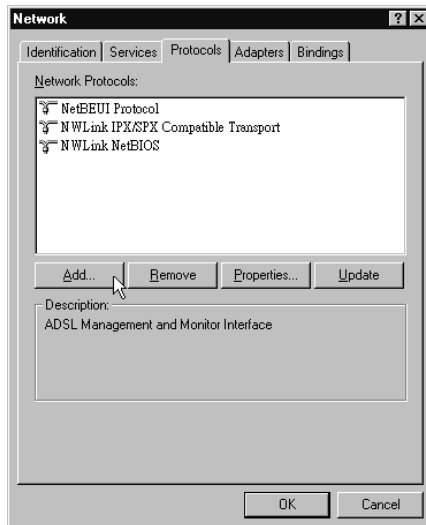 Network
Identification Services Protocols Adapters Bindings
Network Protocols:
NetBEUI Protocol
NWLink IPX/SPX Compatible Transport
NWLink NetBIOS
Add... Remove Properties... Update
Description:
ADSL Management and Monitor Interface
OK Cancel